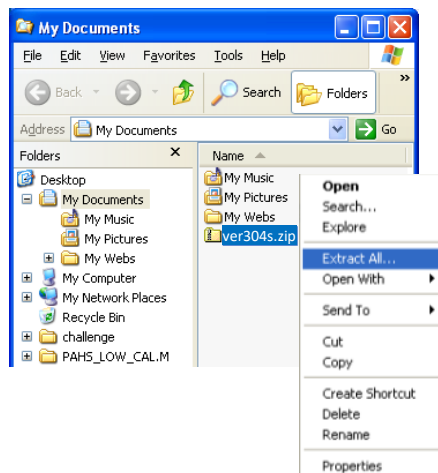 My Documents
File Edit View Favorites Tools Help
Back Search Folders »
Address My Documents Go
Folders x Name
Desktop
My Documents
My Music
My Pictures
My Webs
My Computer
My Network Places
Recycle Bin
challenge
PAHS_LOW_CAL.M
My Music
My Pictures
My Webs
ver304s.zip
Open
Search...
Explore
Extract All...
Open With
Send To
Cut
Copy
Create Shortcut
Delete
Rename
Properties